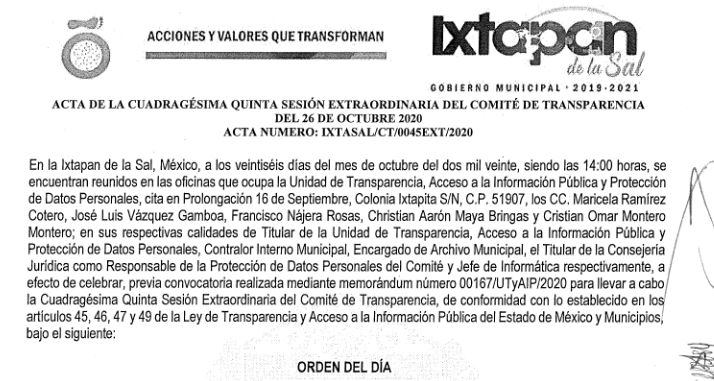 ACCIONES Y VALORES QUE TRANSFORMAN
Ixtapan
de la Sal
GOBIERNO MUNICIPAL · 2019-2021
ACTA DE LA CUADRAGÉSIMA QUINTA SESIÓN EXTRAORDINARIA DEL COMITÉ DE TRANSPARENCIA
DEL 26 DE OCTUBRE 2020
ACTA NUMERO: IXTASAL/CT/0045EXT/2020
En la Ixtapan de la Sal, México, a los veintiséis días del mes de octubre del dos mil veinte, siendo las 14:00 horas, se
encuentran reunidos en las oficinas que ocupa la Unidad de Transparencia, Acceso a la Información Pública y Protección
de Datos Personales, cita en Prolongación 16 de Septiembre, Colonia Ixtapita S/N, C.P. 51907, los CC. Maricela Ramírez
Cotero, José Luis Vázquez Gamboa, Francisco Nájera Rosas, Christian Aarón Maya Bringas y Cristian Omar Montero
Montero; en sus respectivas calidades de Titular de la Unidad de Transparencia, Acceso a la Información Pública y
Protección de Datos Personales, Contralor Interno Municipal, Encargado de Archivo Municipal, el Titular de la Consejería
Jurídica como Responsable de la Protección de Datos Personales del Comité y Jefe de Informática respectivamente, a
efecto de celebrar, previa convocatoria realizada mediante memorándum número 00167/UTyAIP/2020 para llevar a cabo
la Cuadragésima Quinta Sesión Extraordinaria del Comité de Transparencia, de conformidad con lo establecido en los
artículos 45, 46, 47 y 49 de la Ley de Transparencia y Acceso a la Información Pública del Estado de México y Municipios,
bajo el siguiente:
ORDEN DEL DÍA